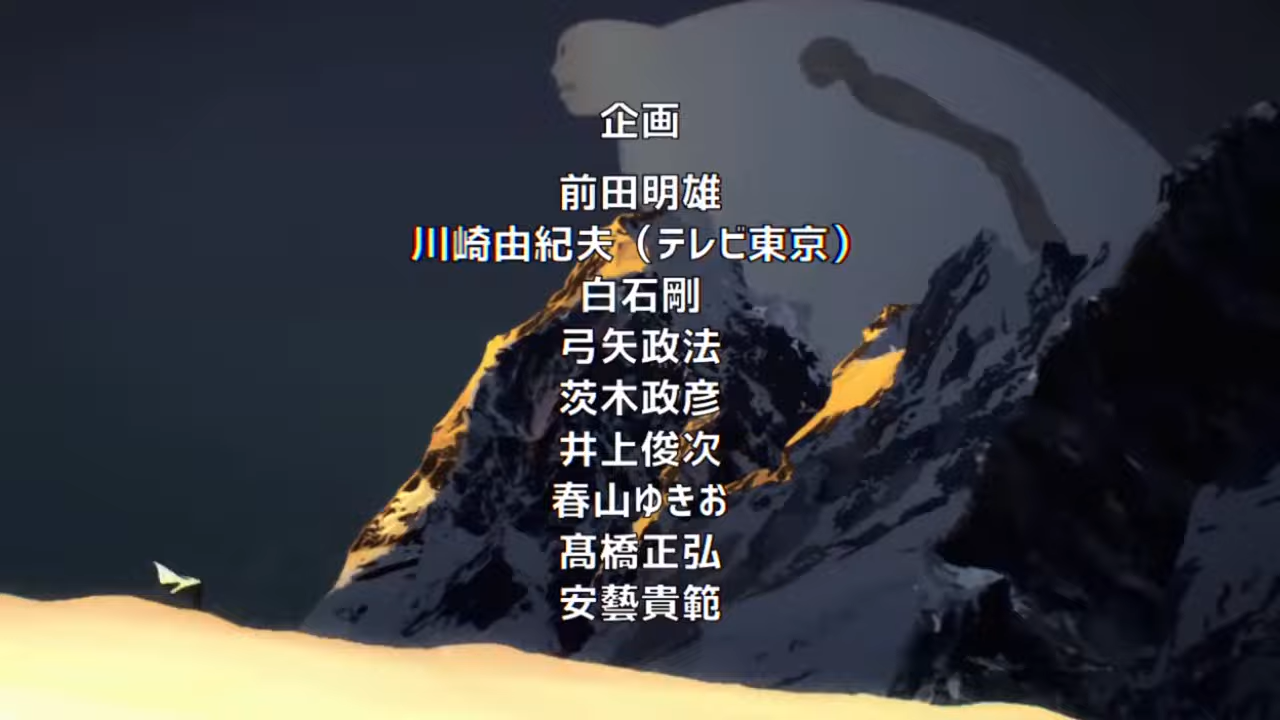 企画
前田明雄
川崎由紀夫（テレビ東京）
白石剛
弓矢政法
茨木政彦
井上俊次
春山ゆきお
髙橋正弘
安藝貴範